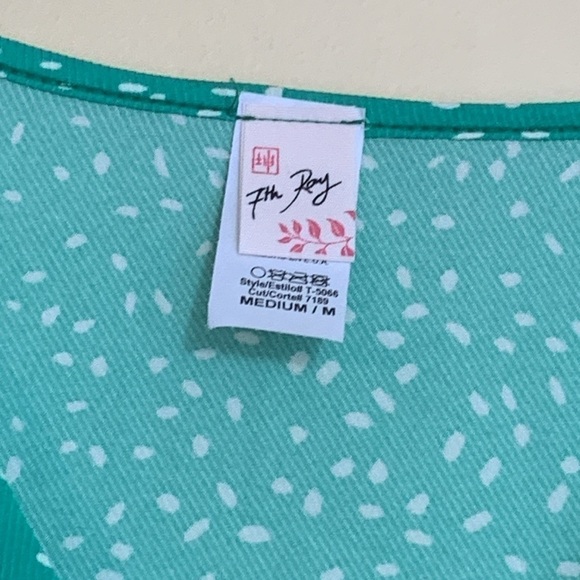 7th Ray
Style/Estilo# T-5066
Cut/Corte# 7189
MEDIUM / M